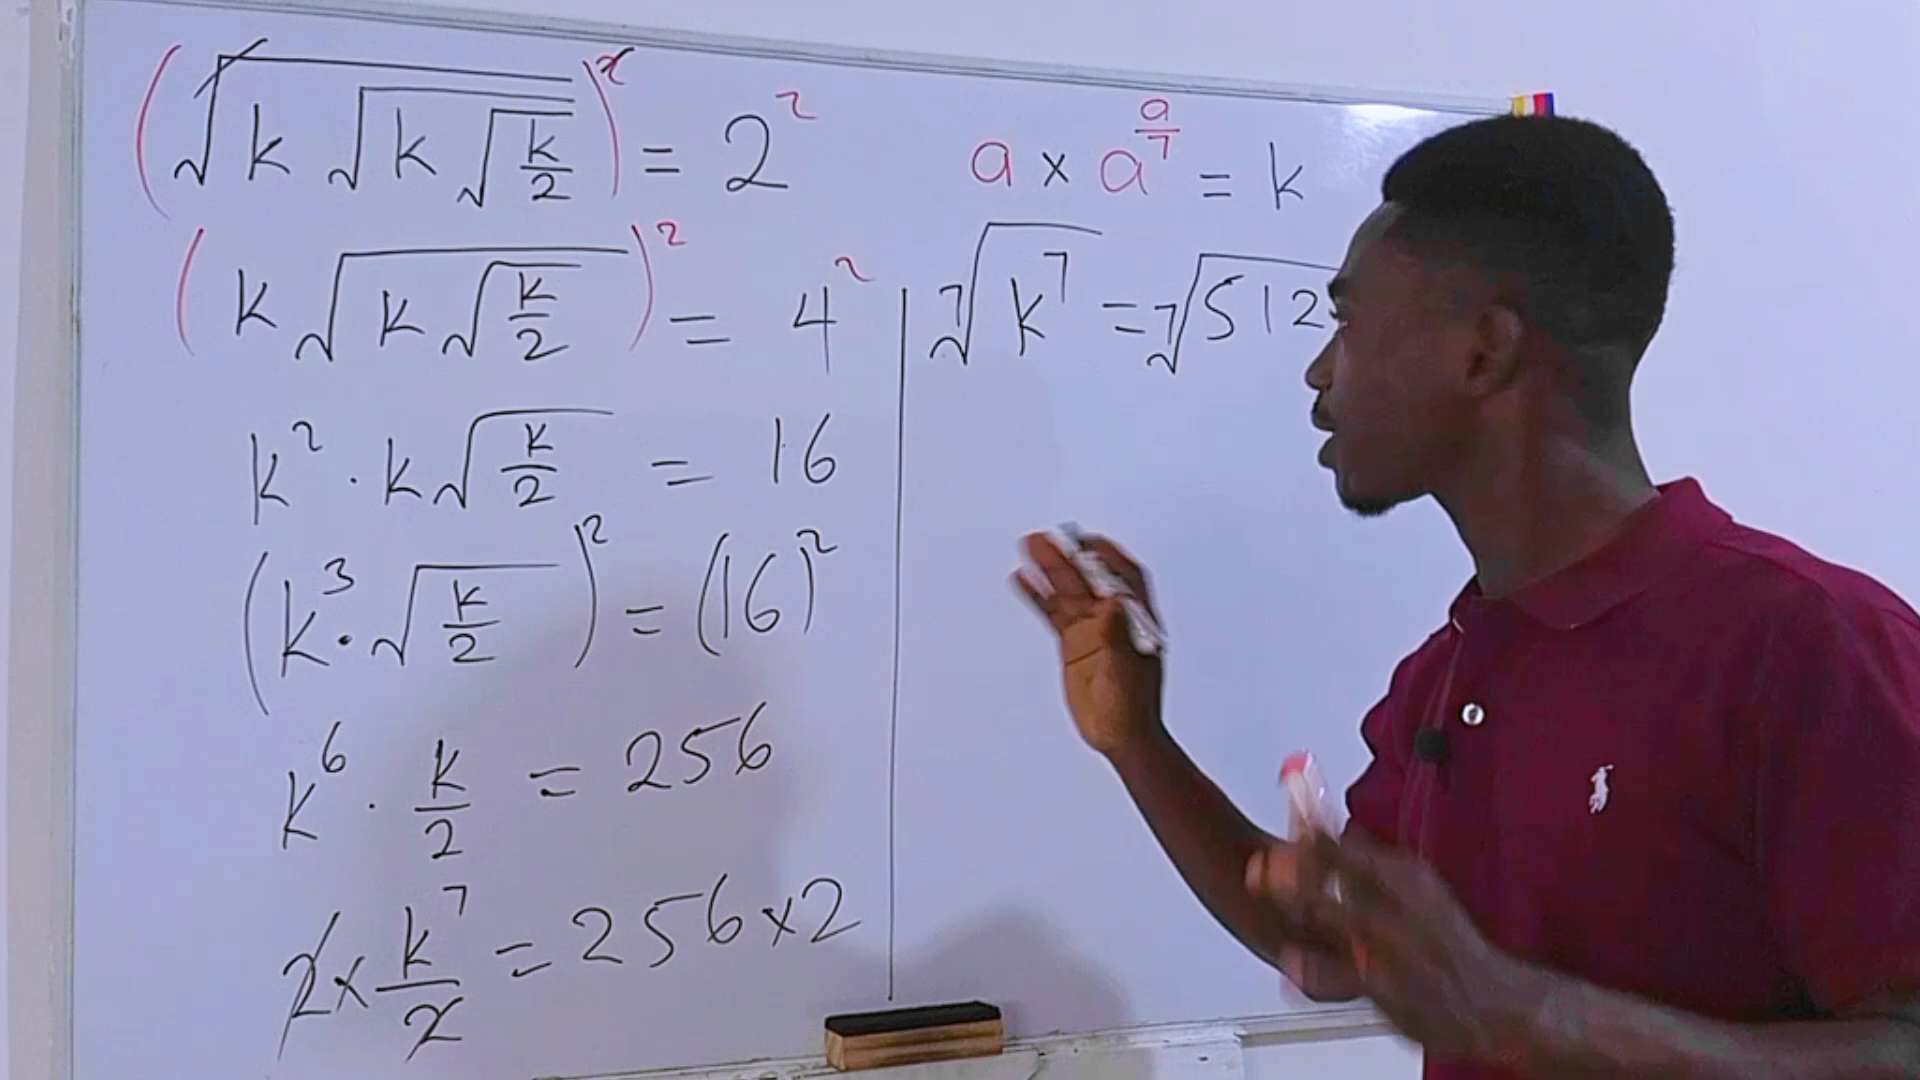 (√(k√(k√(k/2))))² = 2²
(k√(k√(k/2)))² = 4²
k² · k√(k/2) = 16
(k³ · √(k/2))² = (16)²
k⁶ · k/2 = 256
2 × k⁷/2 = 256 × 2
a × a^(a/7) = k
⁷√k⁷ = ⁷√512